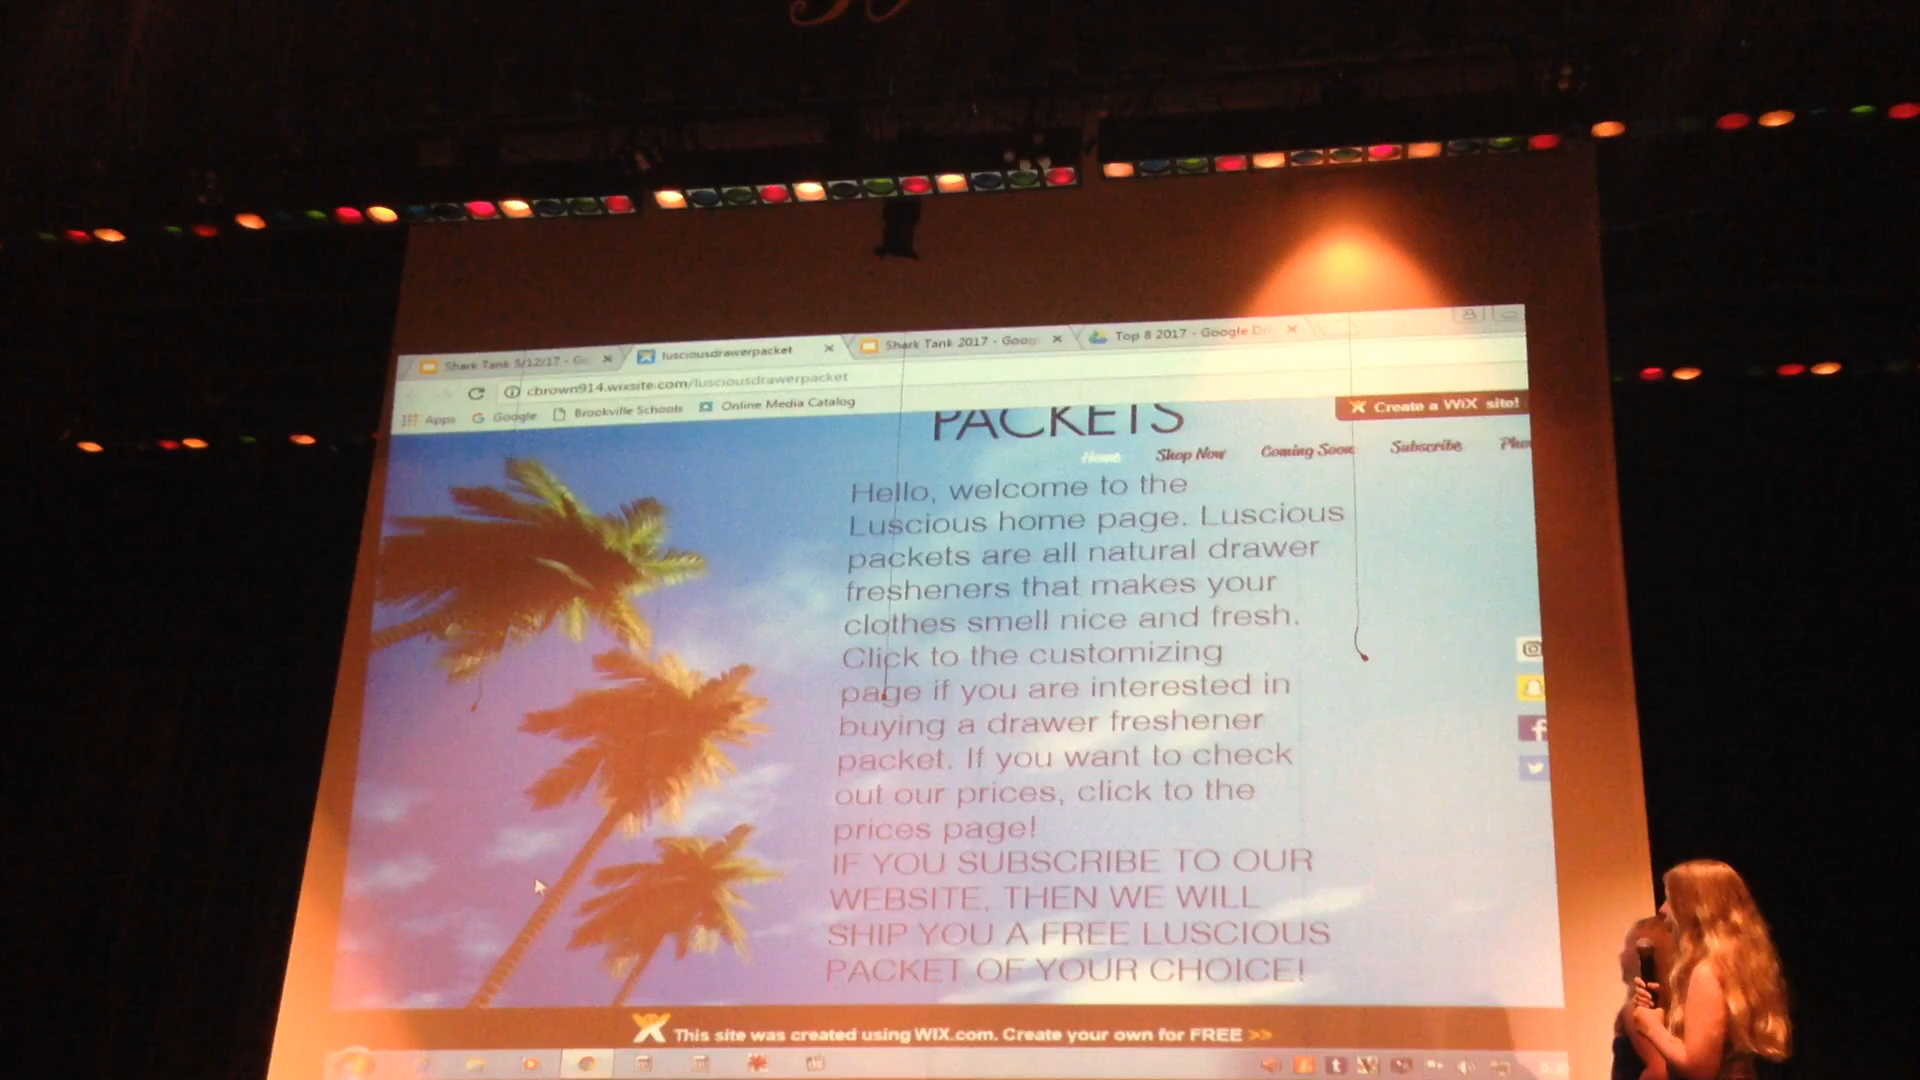 Shark Tank 5/12/17 - Go
lusciousdrawerpacket
Shark Tank 2017 - Goog
Top 8 2017 - Google Dri
cbrown914.wixsite.com/lusciousdrawerpacket
Apps
Google
Brookville Schools
Online Media Catalog
PACKETS
Create a WiX site!
Home
Shop Now
Coming Soon
Subscribe
Pho
Hello, welcome to the
Luscious home page. Luscious
packets are all natural drawer
fresheners that makes your
clothes smell nice and fresh.
Click to the customizing
page if you are interested in
buying a drawer freshener
packet. If you want to check
out our prices, click to the
prices page!
IF YOU SUBSCRIBE TO OUR
WEBSITE, THEN WE WILL
SHIP YOU A FREE LUSCIOUS
PACKET OF YOUR CHOICE!
This site was created using WIX.com. Create your own for FREE >>